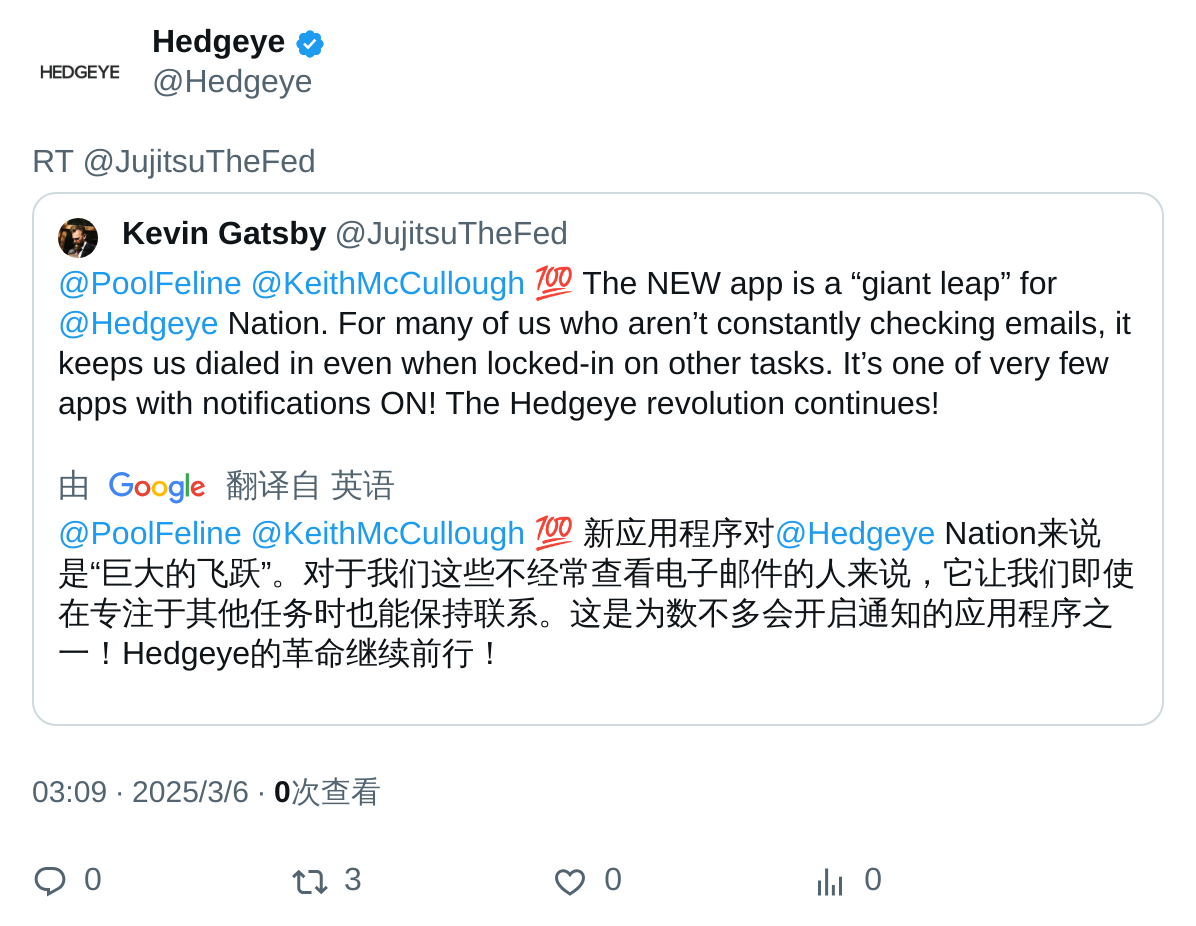 HEDGEYE
Hedgeye
@Hedgeye
RT @JujitsuTheFed
Kevin Gatsby @JujitsuTheFed
@PoolFeline @KeithMcCullough 💯 The NEW app is a “giant leap” for
@Hedgeye Nation. For many of us who aren’t constantly checking emails, it
keeps us dialed in even when locked-in on other tasks. It’s one of very few
apps with notifications ON! The Hedgeye revolution continues!
由 Google 翻译自 英语
@PoolFeline @KeithMcCullough 💯 新应用程序对@Hedgeye Nation来说
是“巨大的飞跃”。对于我们这些不经常查看电子邮件的人来说，它让我们即使
在专注于其他任务时也能保持联系。这是为数不多会开启通知的应用程序之
一！Hedgeye的革命继续前行！
03:09 · 2025/3/6 · 0次查看
0 3 0 0